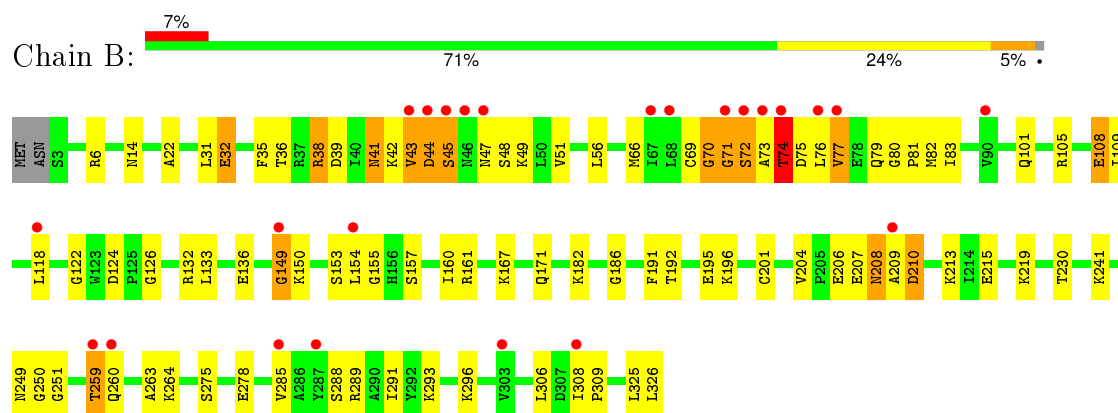 7%
Chain B:
71% 24% 5% •
MET ASN S3 R6 N14 A22 L31 E32 F35 T36 R37 R38 D39 I40 N41 K42 V43 D44 S45 N46 N47 S48 K49 L50 V51 L56 M66 I67 L68 C69 G70 G71 S72 A73 T74 D75 L76 V77 E78 Q79 G80 P81 M82 I83 V90 Q101 R105 E108 I109
L118 G122 W123 D124 P125 G126 R132 L133 E136 G149 K150 S153 L154 G155 H156 S157 I160 R161 K167 Q171 K182 G186 F191 T192 E195 K196 C201 V204 P205 E206 E207 N208 A209 D210 K213 I214 E215 K219 T230 K241
N249 G250 G251 T259 Q260 A263 K264 S275 E278 V285 A286 Y287 S288 R289 A290 I291 Y292 K293 K296 V303 L306 D307 I308 P309 L325 L326